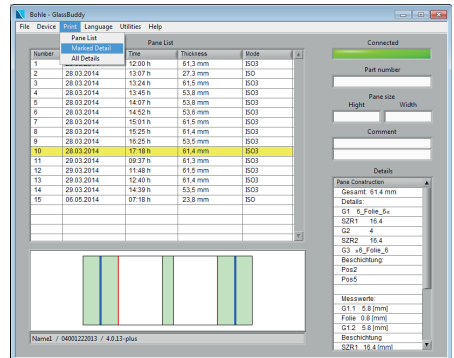 Bohle - GlassBuddy
File Device Print Language Utilities Help
Pane List
Marked Detail
All Details
Pane List
Number Time Thickness Mode
1 28.03.2014 12:00 h 61,3 mm ISO3
2 28.03.2014 13:07 h 27,3 mm ISO
3 28.03.2014 13:24 h 61,5 mm ISO3
4 28.03.2014 13:45 h 53,8 mm ISO3
5 28.03.2014 14:07 h 53,8 mm ISO3
6 28.03.2014 14:52 h 53,6 mm ISO3
7 28.03.2014 15:01 h 61,5 mm ISO3
8 28.03.2014 15:25 h 61,4 mm ISO3
9 28.03.2014 16:25 h 53,5 mm ISO3
10 28.03.2014 17:18 h 61,4 mm ISO3
11 29.03.2014 09:37 h 61,3 mm ISO3
12 29.03.2014 11:48 h 61,5 mm ISO3
13 29.03.2014 12:40 h 61,4 mm ISO3
14 29.03.2014 14:39 h 53,5 mm ISO3
15 06.05.2014 07:18 h 23,8 mm ISO
Name1 / 04001222013 / 4.0.13-plus
Connected
Part number
Pane size
Hight Width
Comment
Details
Pane Construction
Gesamt: 61.4 mm
Details:
G1 6_Folie_6«
SZR1 16.4
G2 4
SZR2 16.4
G3 »6_Folie_6
Beschichtung:
Pos2
Pos5
Messwerte:
G1.1 5.8 [mm]
Folie 0.8 [mm]
G1.2 5.8 [mm]
Beschichtung
SZR1 16.4 [mm]